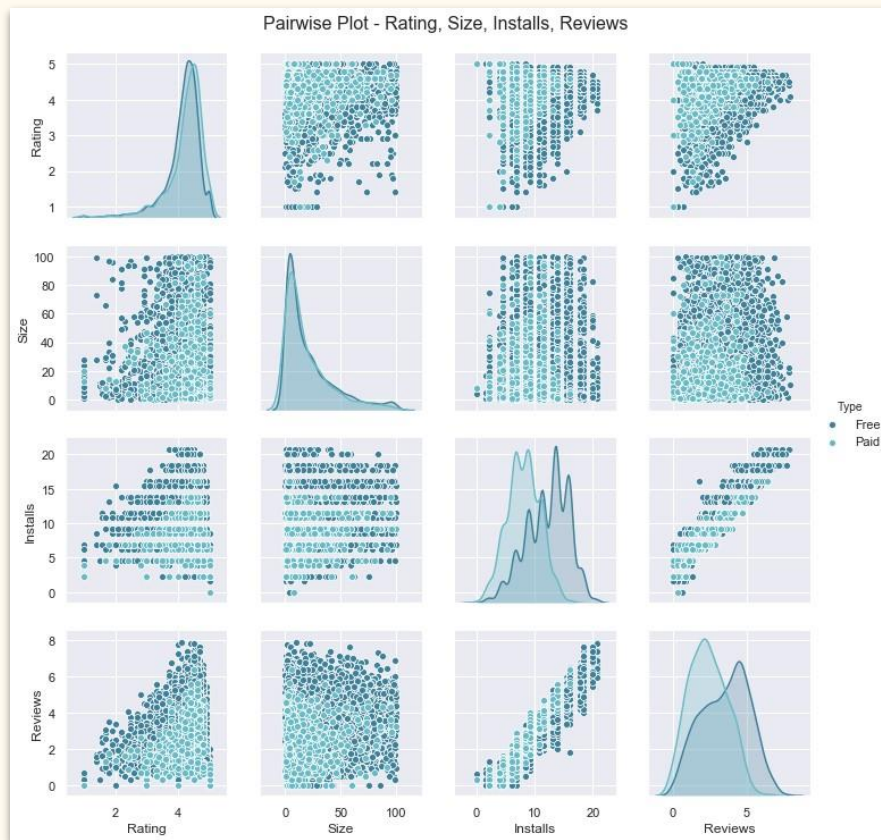 Pairwise Plot - Rating, Size, Installs, Reviews
5
4
3
2
1
Rating
100
80
60
40
20
0
Size
Type
Free
Paid
20
15
10
5
0
Installs
8
6
4
2
0
Reviews
2 4
0 50 100
0 10 20
0 5
Rating
Size
Installs
Reviews